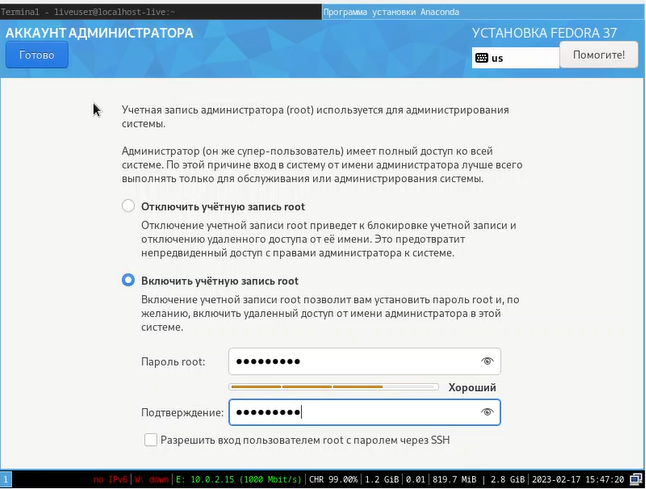 Terminal - liveuser@localhost-live:~
Программа установки Anaconda
АККАУНТ АДМИНИСТРАТОРА
УСТАНОВКА FEDORA 37
Готово
us
Помогите!
Учетная запись администратора (root) используется для администрирования
системы.
Администратор (он же супер-пользователь) имеет полный доступ ко всей
системе. По этой причине вход в систему от имени администратора лучше всего
выполнять только для обслуживания или администрирования системы.
Отключить учётную запись root
Отключение учетной записи root приведет к блокировке учетной записи и
отключению удаленного доступа от её имени. Это предотвратит
непредвиденный доступ с правами администратора к системе.
Включить учётную запись root
Включение учетной записи root позволит вам установить пароль root и, по
желанию, включить удаленный доступ от имени администратора в этой
системе.
Пароль root:
●●●●●●●●●
Хороший
Подтверждение:
●●●●●●●●●
Разрешить вход пользователем root с паролем через SSH
1
no IPv6|W: down|E: 10.0.2.15 (1000 Mbit/s)|CHR 99.00%|1.2 GiB|0.01|819.7 MiB | 2.8 GiB|2023-02-17 15:47:20